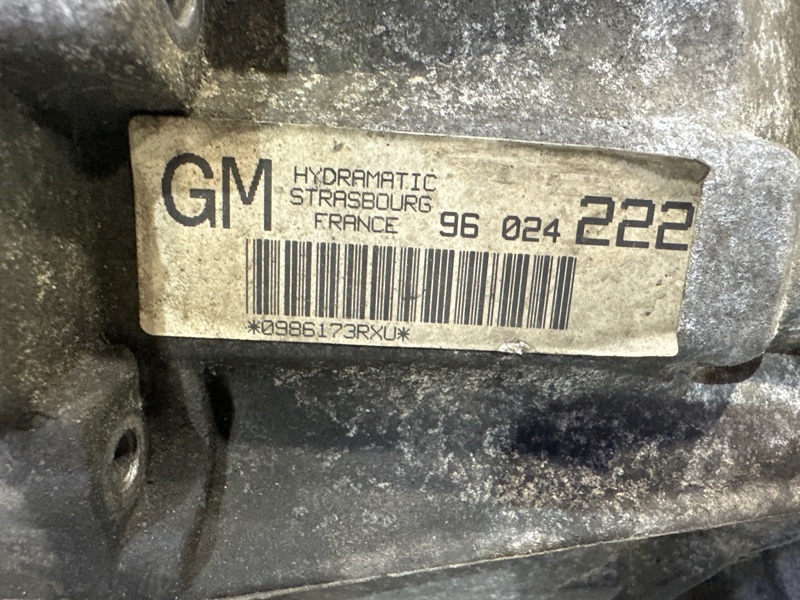 GM
HYDRAMATIC
STRASBOURG
FRANCE
96 024 222
*0986173RXU*